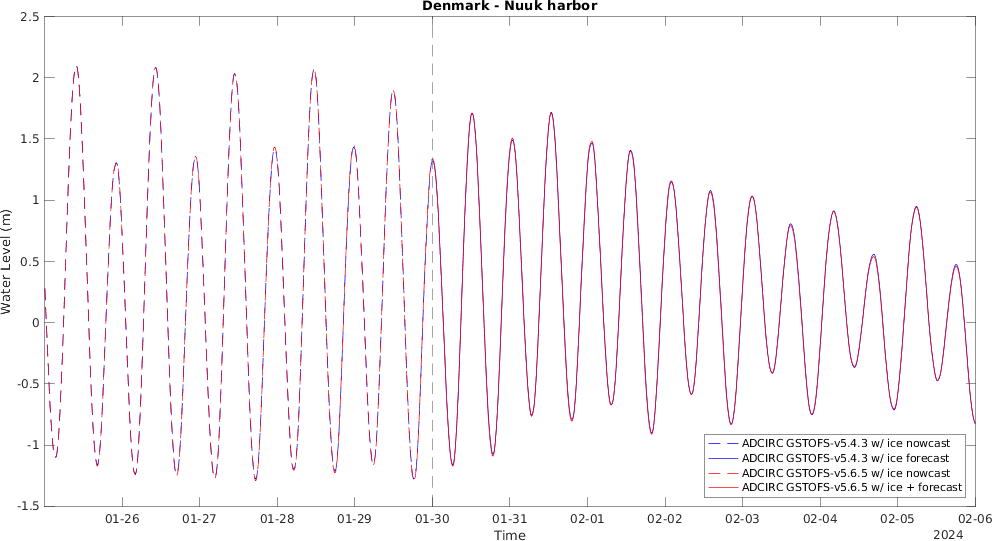 Denmark - Nuuk harbor
2.5
2
1.5
1
0.5
0
-0.5
-1
-1.5
Water Level (m)
ADCIRC GSTOFS-v5.4.3 w/ ice nowcast
ADCIRC GSTOFS-v5.4.3 w/ ice forecast
ADCIRC GSTOFS-v5.6.5 w/ ice nowcast
ADCIRC GSTOFS-v5.6.5 w/ ice + forecast
01-26 01-27 01-28 01-29 01-30 01-31 02-01 02-02 02-03 02-04 02-05 02-06
Time
2024